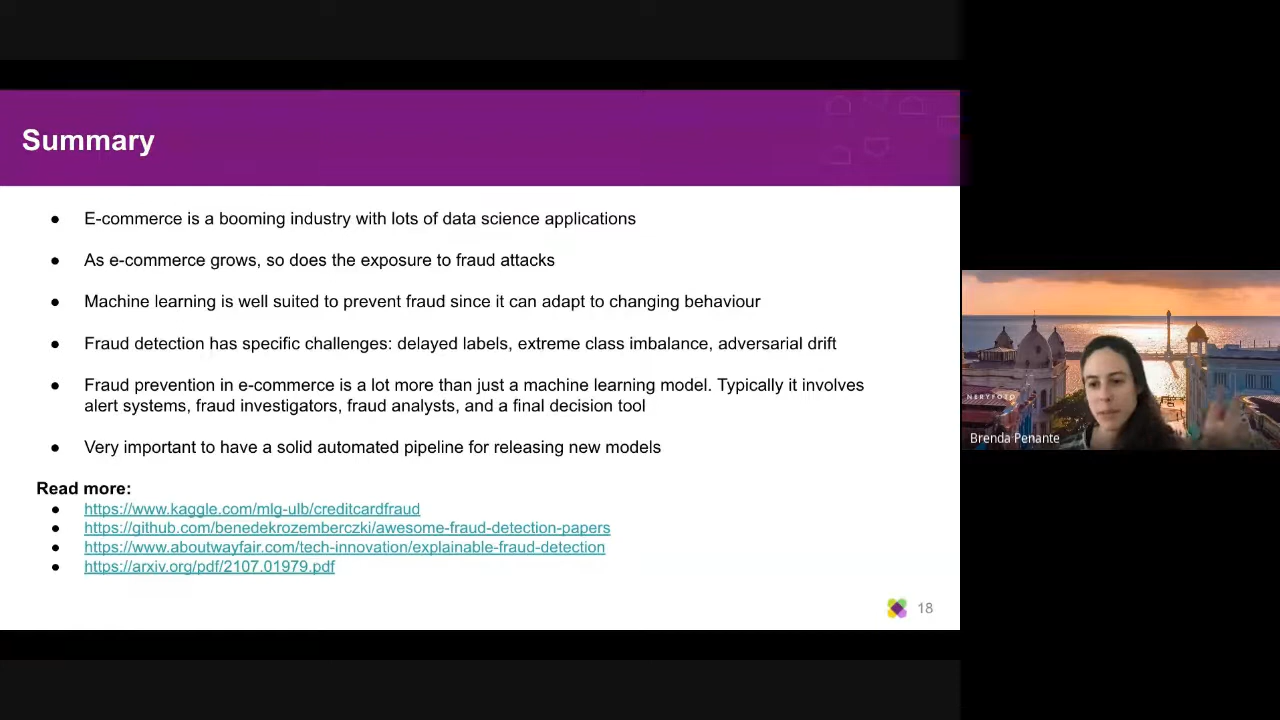 Summary
● E-commerce is a booming industry with lots of data science applications
● As e-commerce grows, so does the exposure to fraud attacks
● Machine learning is well suited to prevent fraud since it can adapt to changing behaviour
● Fraud detection has specific challenges: delayed labels, extreme class imbalance, adversarial drift
● Fraud prevention in e-commerce is a lot more than just a machine learning model. Typically it involves
alert systems, fraud investigators, fraud analysts, and a final decision tool
● Very important to have a solid automated pipeline for releasing new models
Read more:
● https://www.kaggle.com/mlg-ulb/creditcardfraud
● https://github.com/benedekrozemberczki/awesome-fraud-detection-papers
● https://www.aboutwayfair.com/tech-innovation/explainable-fraud-detection
● https://arxiv.org/pdf/2107.01979.pdf
18
NERYFOTO
Brenda Penante